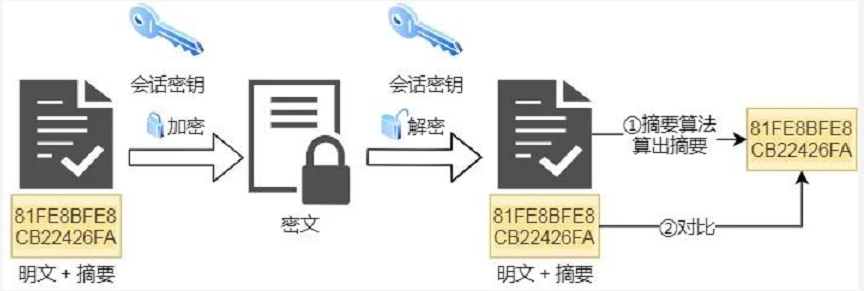 会话密钥
会话密钥
加密
解密
①摘要算法
算出摘要
81FE8BFE8
CB22426FA
81FE8BFE8
CB22426FA
密文
81FE8BFE8
CB22426FA
②对比
明文 + 摘要
明文 + 摘要